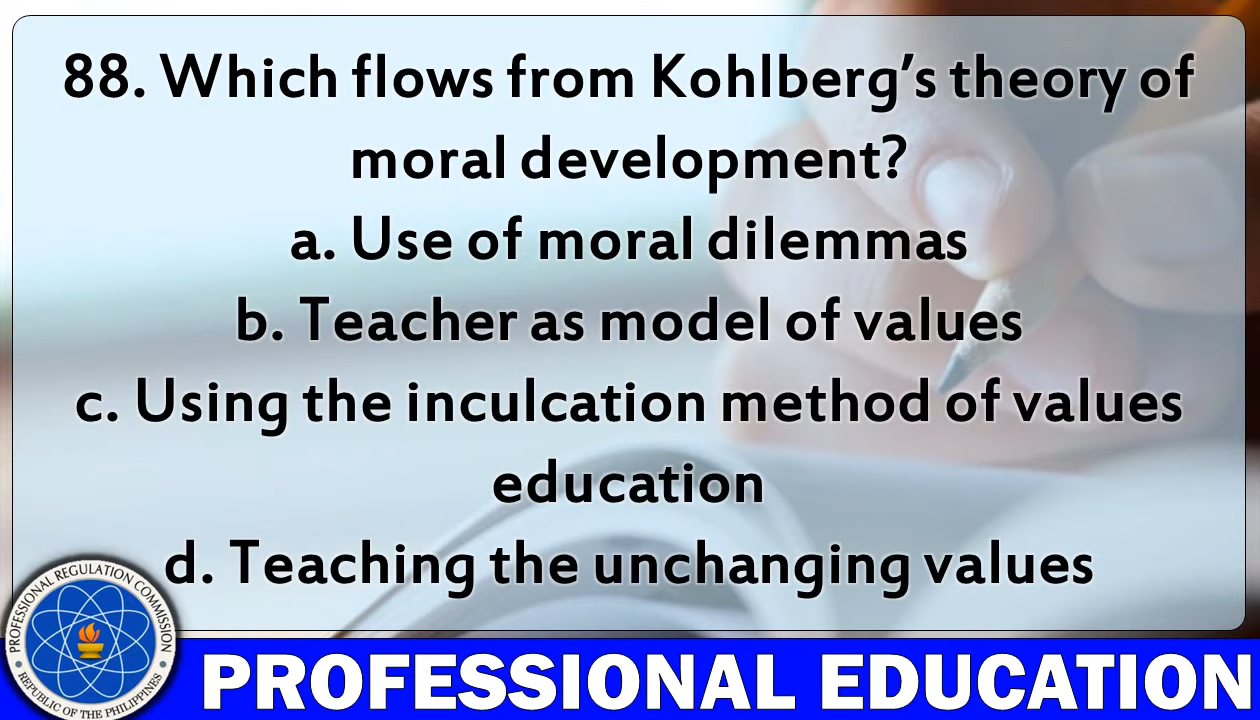 88. Which flows from Kohlberg’s theory of
moral development?
a. Use of moral dilemmas
b. Teacher as model of values
c. Using the inculcation method of values
education
d. Teaching the unchanging values
PROFESSIONAL REGULATION COMMISSION
REPUBLIC OF THE PHILIPPINES
PROFESSIONAL EDUCATION